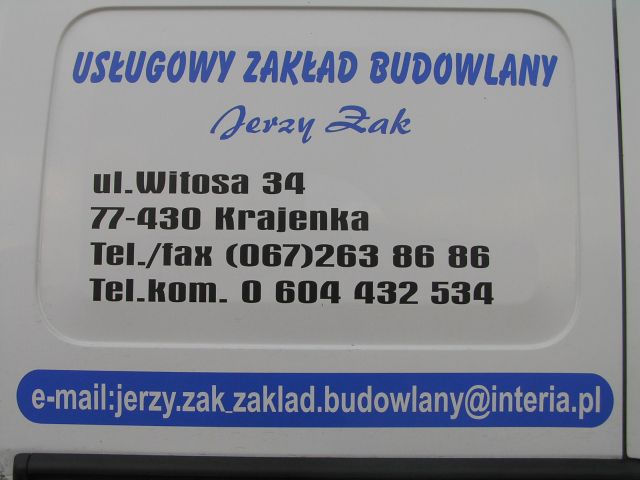 USŁUGOWY ZAKŁAD BUDOWLANY
Jerzy Żak
ul.Witosa 34
77-430 Krajenka
Tel./fax (067)263 86 86
Tel.kom. 0 604 432 534
e-mail:jerzy.zak_zaklad.budowlany@interia.pl